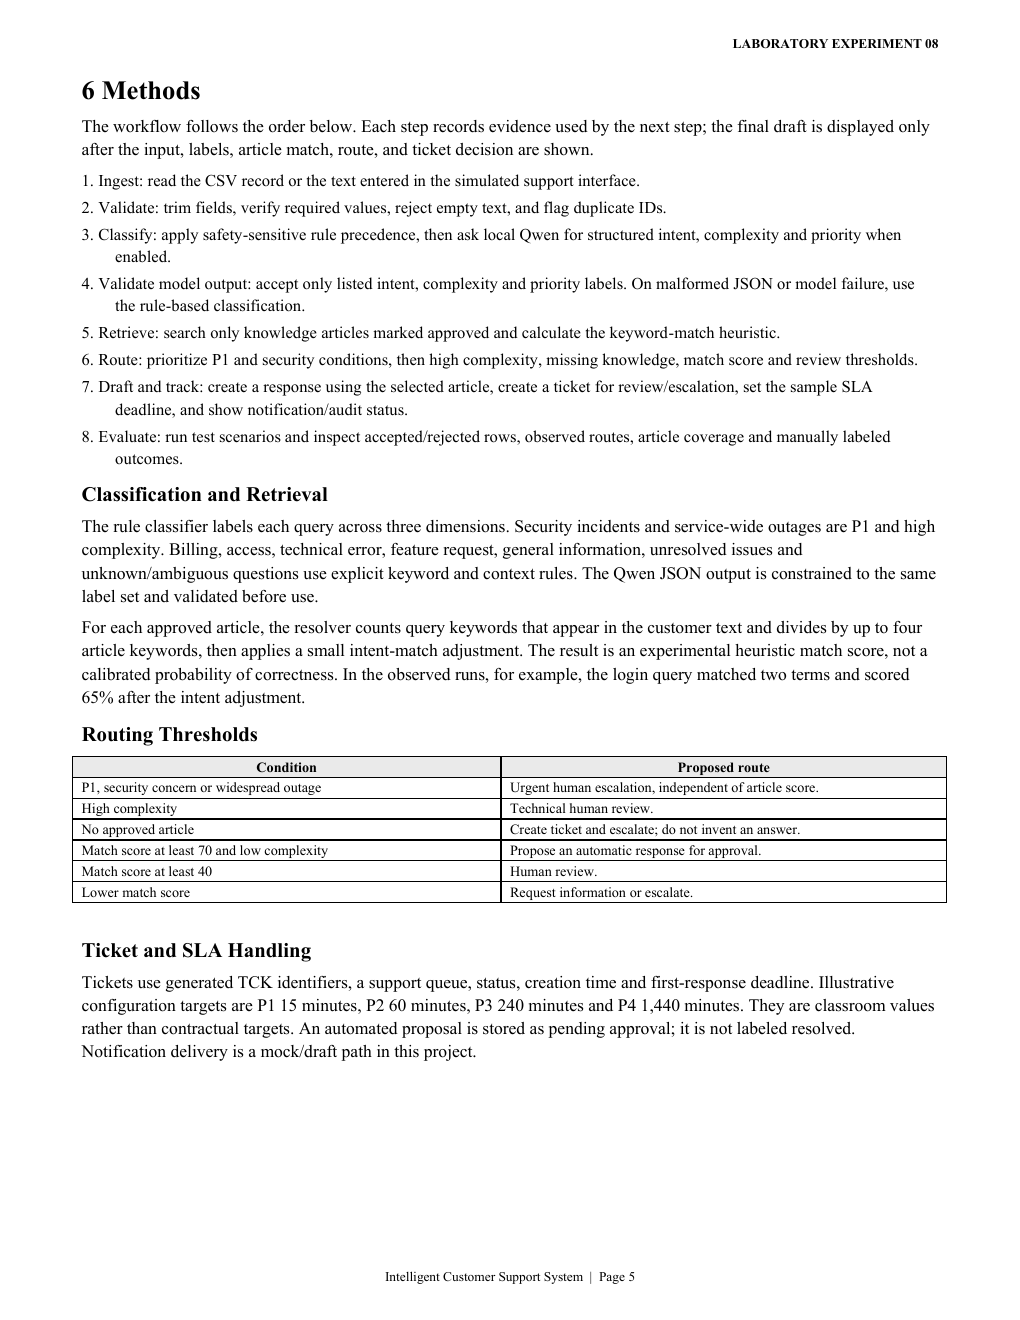 LABORATORY EXPERIMENT 08
6 Methods
The workflow follows the order below. Each step records evidence used by the next step; the final draft is displayed only
after the input, labels, article match, route, and ticket decision are shown.
1. Ingest: read the CSV record or the text entered in the simulated support interface.
2. Validate: trim fields, verify required values, reject empty text, and flag duplicate IDs.
3. Classify: apply safety-sensitive rule precedence, then ask local Qwen for structured intent, complexity and priority when
enabled.
4. Validate model output: accept only listed intent, complexity and priority labels. On malformed JSON or model failure, use
the rule-based classification.
5. Retrieve: search only knowledge articles marked approved and calculate the keyword-match heuristic.
6. Route: prioritize P1 and security conditions, then high complexity, missing knowledge, match score and review thresholds.
7. Draft and track: create a response using the selected article, create a ticket for review/escalation, set the sample SLA
deadline, and show notification/audit status.
8. Evaluate: run test scenarios and inspect accepted/rejected rows, observed routes, article coverage and manually labeled
outcomes.
Classification and Retrieval
The rule classifier labels each query across three dimensions. Security incidents and service-wide outages are P1 and high
complexity. Billing, access, technical error, feature request, general information, unresolved issues and
unknown/ambiguous questions use explicit keyword and context rules. The Qwen JSON output is constrained to the same
label set and validated before use.
For each approved article, the resolver counts query keywords that appear in the customer text and divides by up to four
article keywords, then applies a small intent-match adjustment. The result is an experimental heuristic match score, not a
calibrated probability of correctness. In the observed runs, for example, the login query matched two terms and scored
65% after the intent adjustment.
Routing Thresholds
Condition Proposed route
P1, security concern or widespread outage Urgent human escalation, independent of article score.
High complexity Technical human review.
No approved article Create ticket and escalate; do not invent an answer.
Match score at least 70 and low complexity Propose an automatic response for approval.
Match score at least 40 Human review.
Lower match score Request information or escalate.
Ticket and SLA Handling
Tickets use generated TCK identifiers, a support queue, status, creation time and first-response deadline. Illustrative
configuration targets are P1 15 minutes, P2 60 minutes, P3 240 minutes and P4 1,440 minutes. They are classroom values
rather than contractual targets. An automated proposal is stored as pending approval; it is not labeled resolved.
Notification delivery is a mock/draft path in this project.
Intelligent Customer Support System | Page 5